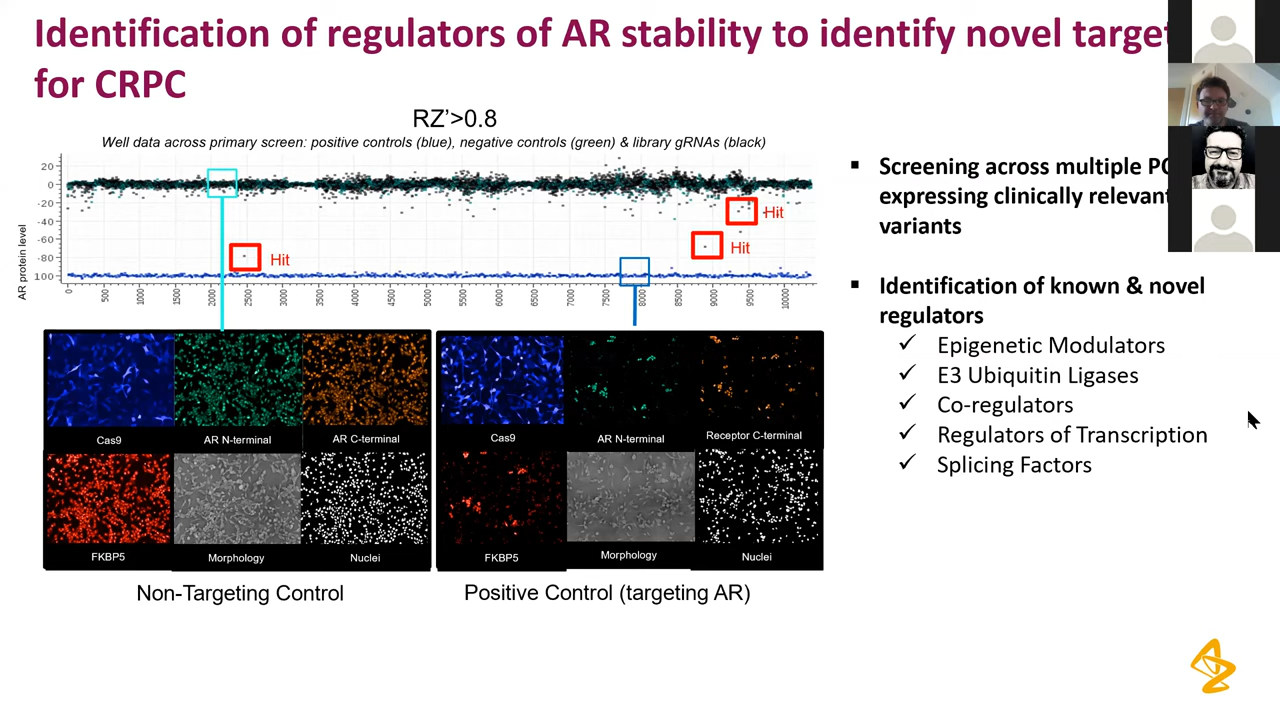 Identification of regulators of AR stability to identify novel target
for CRPC
RZ’>0.8
Well data across primary screen: positive controls (blue), negative controls (green) & library gRNAs (black)
AR protein level
20
0
-20
-40
-60
-80
100
0
500
1000
1500
2000
2500
3000
3500
4000
4500
5000
5500
6000
6500
7000
7500
8000
8500
9000
9500
10000
Hit
Hit
Hit
Cas9
AR N-terminal
AR C-terminal
FKBP5
Morphology
Nuclei
Non-Targeting Control
Cas9
AR N-terminal
Receptor C-terminal
FKBP5
Morphology
Nuclei
Positive Control (targeting AR)
▪ Screening across multiple
expressing clinically relevant
variants
▪ Identification of known & novel
regulators
✓ Epigenetic Modulators
✓ E3 Ubiquitin Ligases
✓ Co-regulators
✓ Regulators of Transcription
✓ Splicing Factors